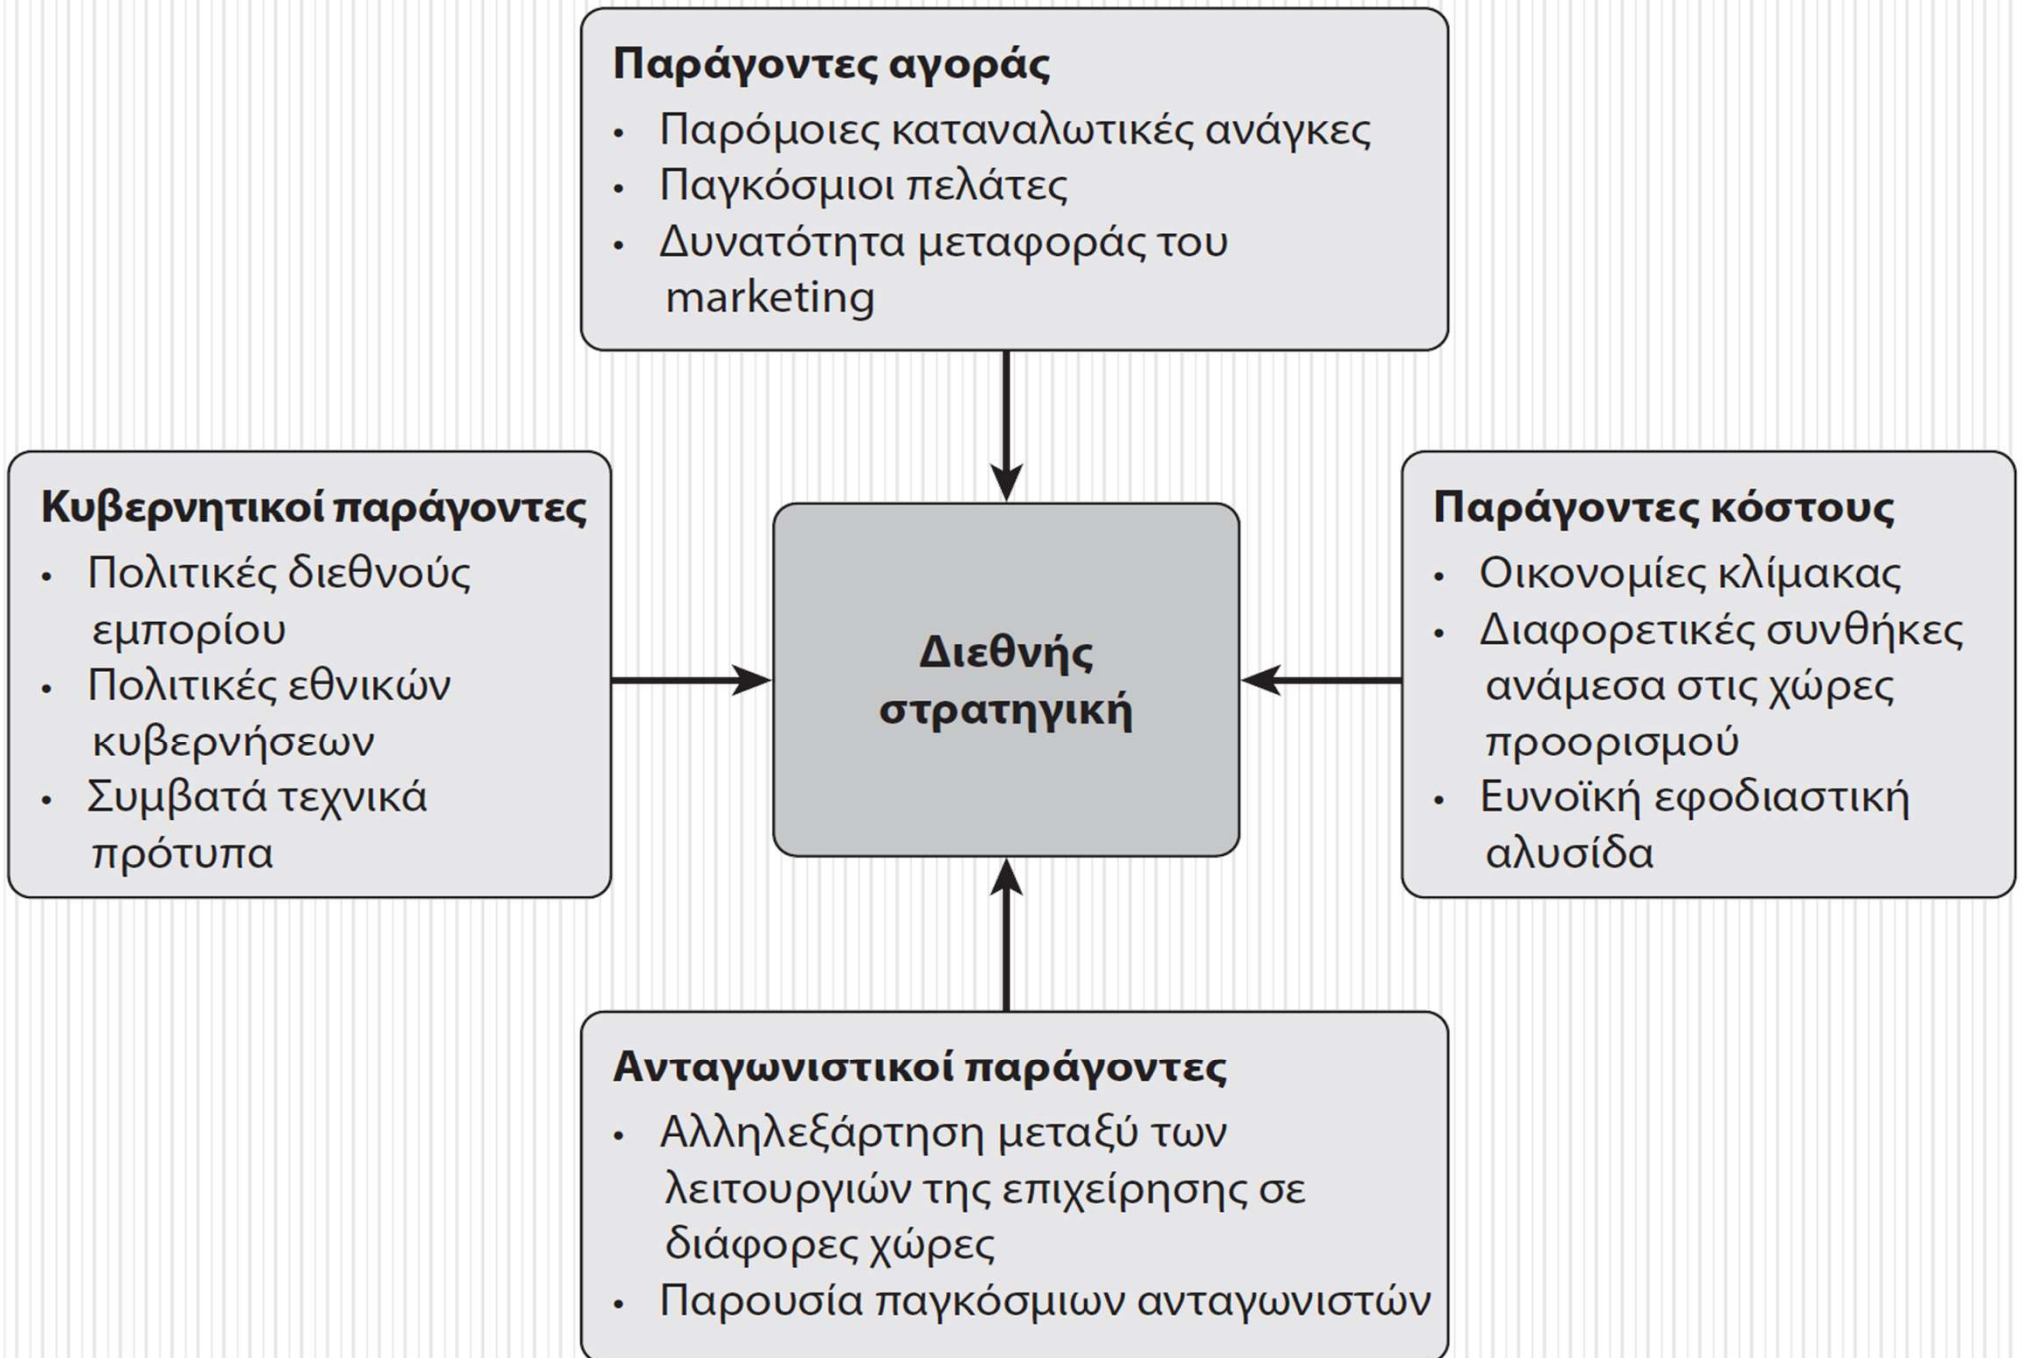 Παράγοντες αγοράς
• Παρόμοιες καταναλωτικές ανάγκες
• Παγκόσμιοι πελάτες
• Δυνατότητα μεταφοράς του
marketing
Κυβερνητικοί παράγοντες
• Πολιτικές διεθνούς
εμπορίου
• Πολιτικές εθνικών
κυβερνήσεων
• Συμβατά τεχνικά
πρότυπα
Διεθνής
στρατηγική
Παράγοντες κόστους
• Οικονομίες κλίμακας
• Διαφορετικές συνθήκες
ανάμεσα στις χώρες
προορισμού
• Ευνοϊκή εφοδιαστική
αλυσίδα
Ανταγωνιστικοί παράγοντες
• Αλληλεξάρτηση μεταξύ των
λειτουργιών της επιχείρησης σε
διάφορες χώρες
• Παρουσία παγκόσμιων ανταγωνιστών